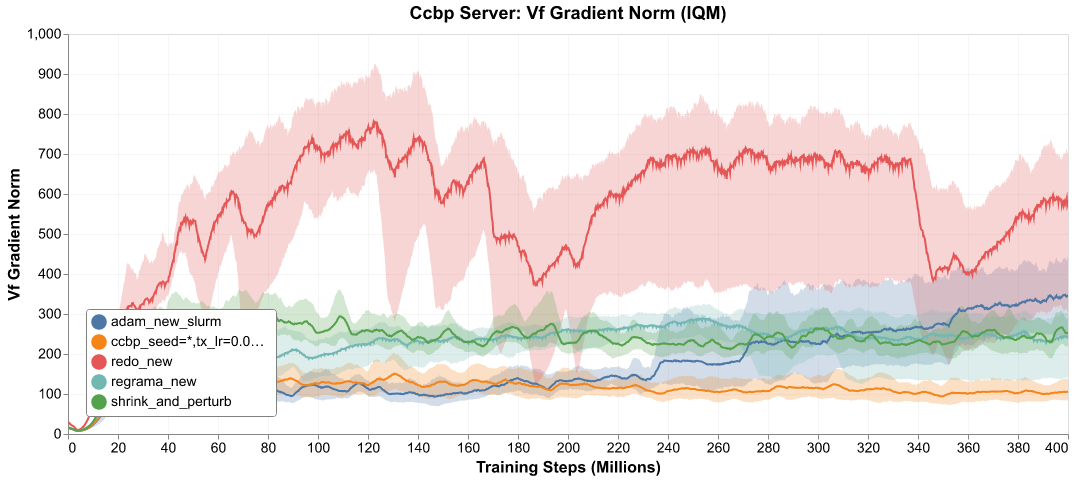 Ccbp Server: Vf Gradient Norm (IQM)
1,000
900
800
700
600
500
400
300
200
100
0
Vf Gradient Norm
adam_new_slurm
ccbp_seed=*,tx_lr=0.0…
redo_new
regrama_new
shrink_and_perturb
0 20 40 60 80 100 120 140 160 180 200 220 240 260 280 300 320 340 360 380 400
Training Steps (Millions)